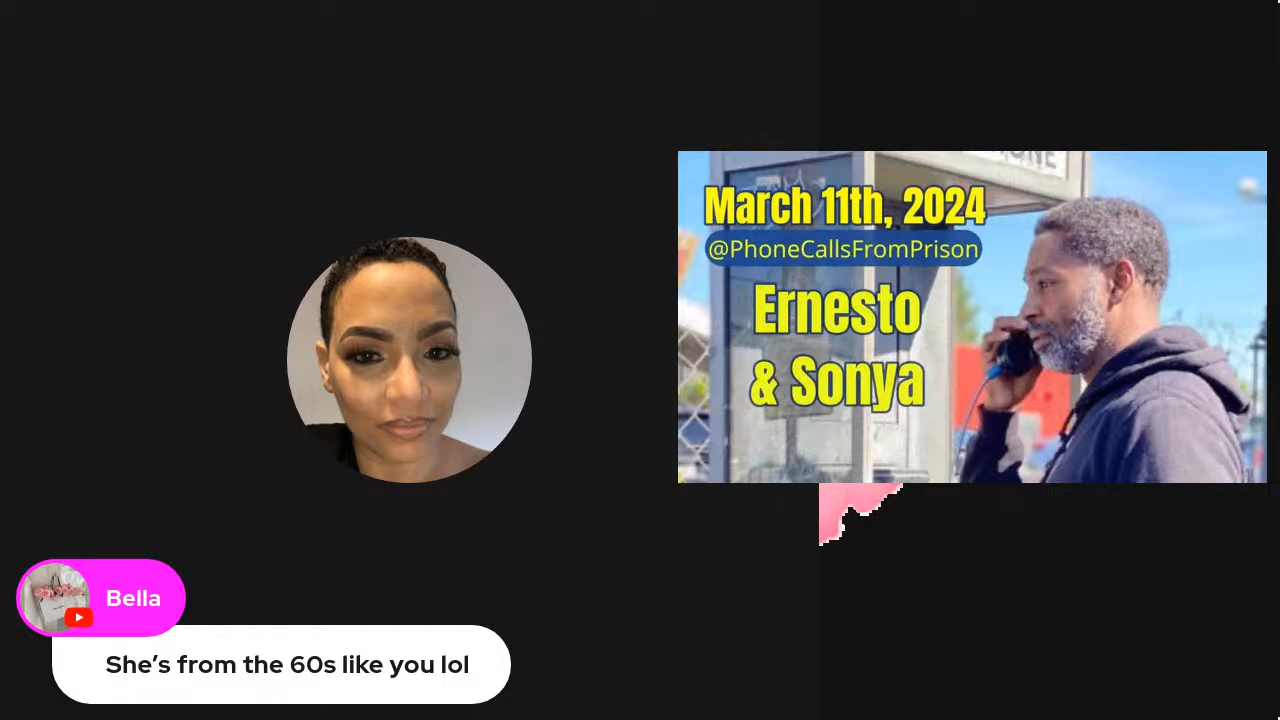 March 11th, 2024
@PhoneCallsFromPrison
Ernesto
& Sonya
Bella
She's from the 60s like you lol